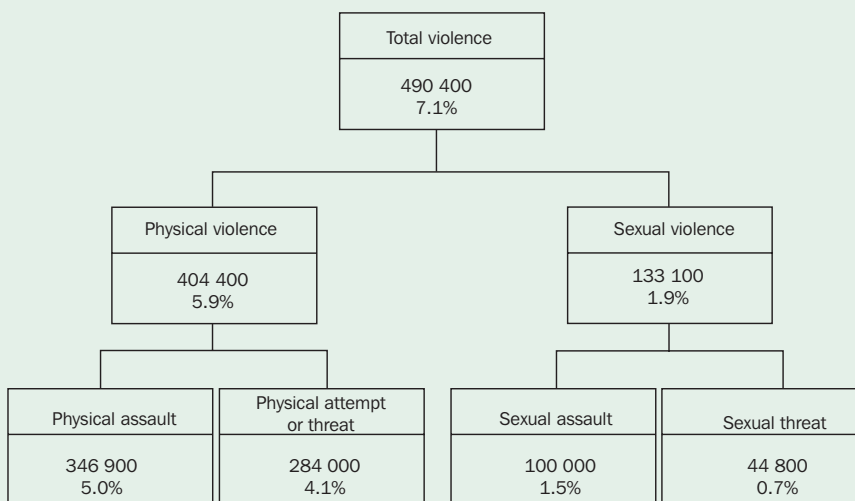 Total violence
490 400
7.1%
Physical violence
404 400
5.9%
Sexual violence
133 100
1.9%
Physical assault
346 900
5.0%
Physical attempt
or threat
284 000
4.1%
Sexual assault
100 000
1.5%
Sexual threat
44 800
0.7%